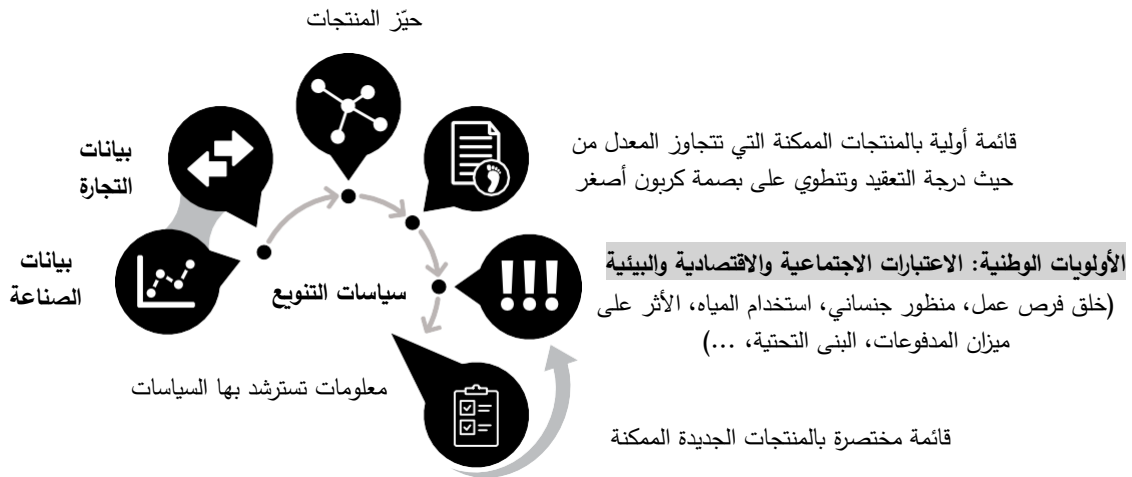 حيّز المنتجات
بيانات
التجارة
قائمة أولية بالمنتجات الممكنة التي تتجاوز المعدل من
حيث درجة التعقيد وتنطوي على بصمة كربون أصغر
بيانات
الصناعة
سياسات التنويع
!!!
الأولويات الوطنية: الاعتبارات الاجتماعية والاقتصادية والبيئية
(خلق فرص عمل، منظور جنساني، استخدام المياه، الأثر على
ميزان المدفوعات، البنى التحتية، ...)
معلومات تسترشد بها السياسات
قائمة مختصرة بالمنتجات الجديدة الممكنة